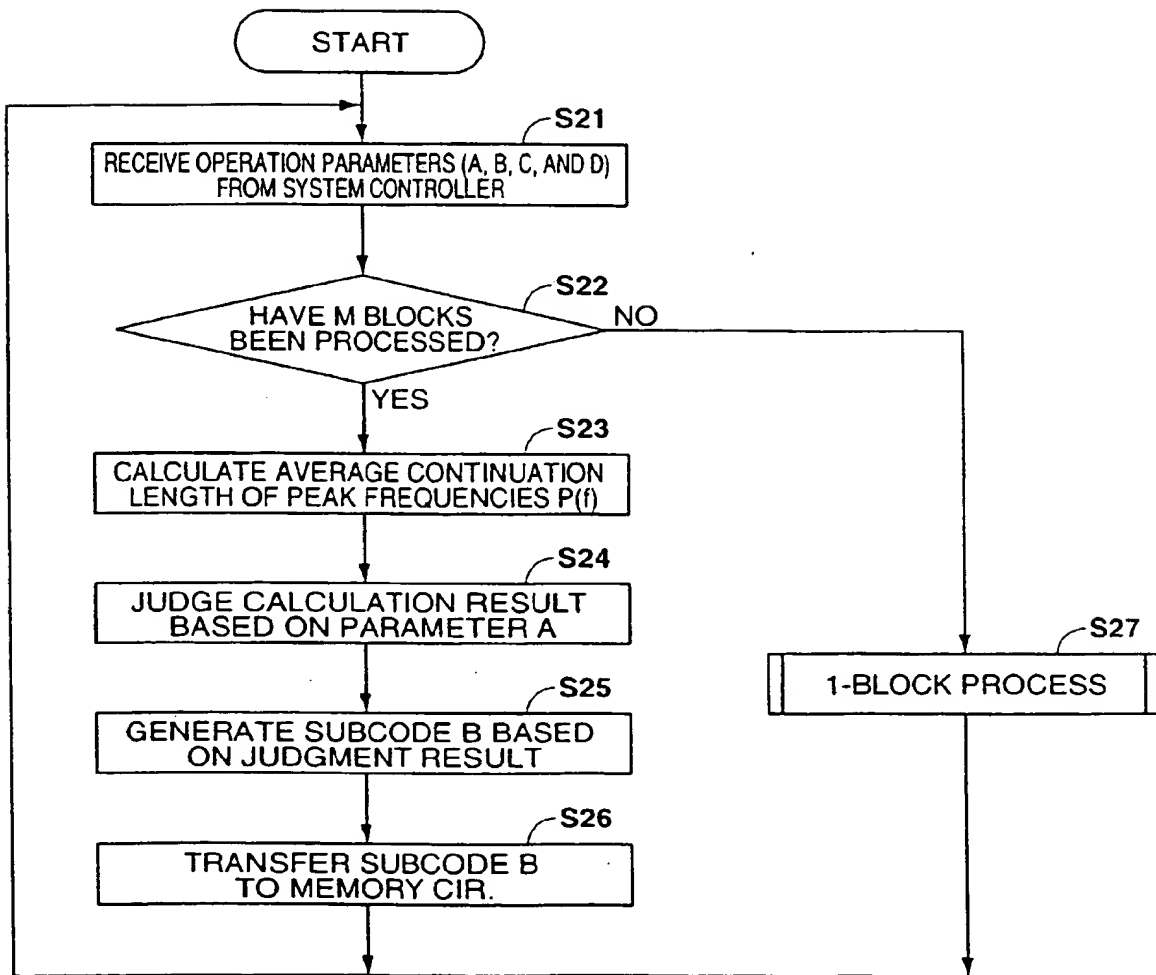 START
S21
RECEIVE OPERATION PARAMETERS (A, B, C, AND D)
FROM SYSTEM CONTROLLER
S22
HAVE M BLOCKS
BEEN PROCESSED?
NO
YES
S23
CALCULATE AVERAGE CONTINUATION
LENGTH OF PEAK FREQUENCIES P(f)
S24
JUDGE CALCULATION RESULT
BASED ON PARAMETER A
S27
1-BLOCK PROCESS
S25
GENERATE SUBCODE B BASED
ON JUDGMENT RESULT
S26
TRANSFER SUBCODE B
TO MEMORY CIR.